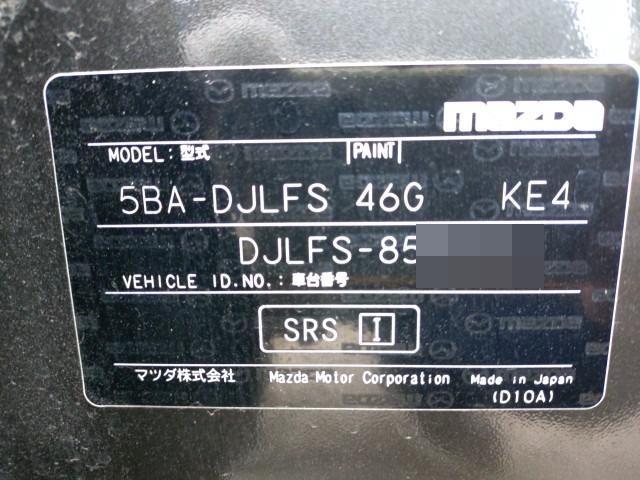 mazda
MODEL: 型式 |PAINT|
5BA-DJLFS 46G KE4
DJLFS-85
VEHICLE ID.NO.: 車台番号
SRS I
マツダ株式会社 Mazda Motor Corporation Made in Japan
(D10A)